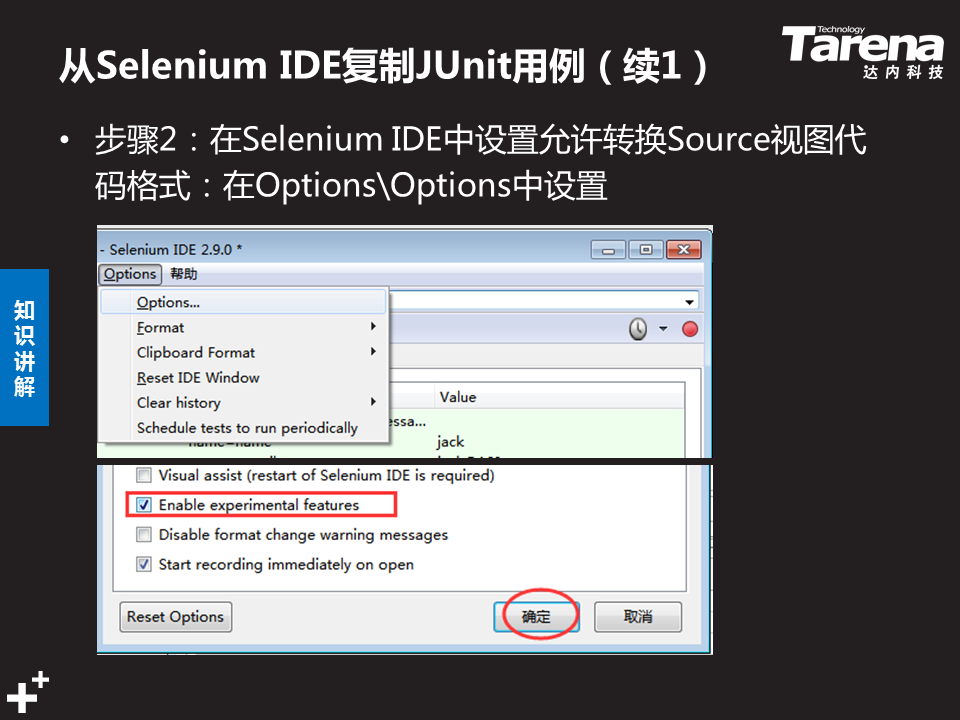 从Selenium IDE复制JUnit用例（续1）
Technology
Tarena
达内科技
• 步骤2：在Selenium IDE中设置允许转换Source视图代
码格式：在Options\Options中设置
知识讲解
- Selenium IDE 2.9.0 *
Options 帮助
Options...
Format
Clipboard Format
Reset IDE Window
Clear history
Schedule tests to run periodically
Value
essa...
name=name
jack
Visual assist (restart of Selenium IDE is required)
Enable experimental features
Disable format change warning messages
Start recording immediately on open
Reset Options 确定 取消